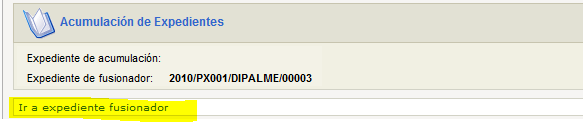 Acumulación de Expedientes
Expediente de acumulación:
Expediente de fusionador: 2010/PX001/DIPALME/00003
Ir a expediente fusionador